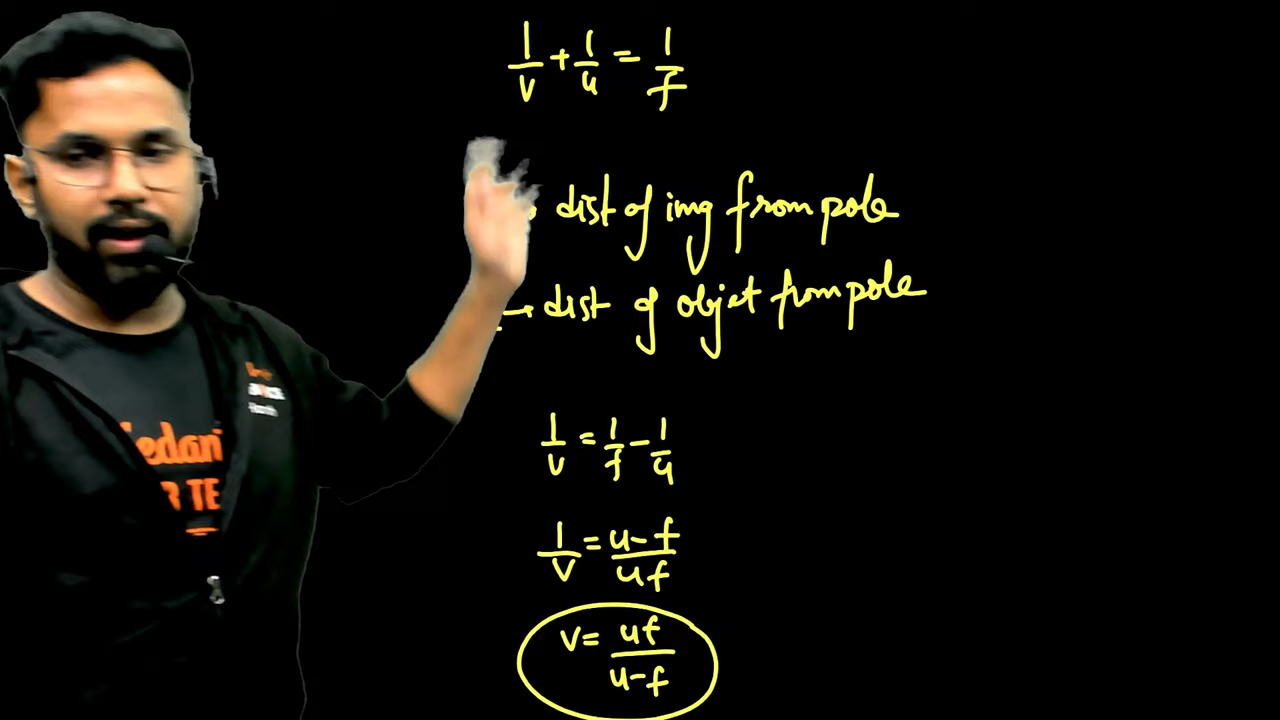 1/v + 1/u = 1/f
→ dist of img from pole
→ dist of objet from pole
1/v = 1/f - 1/u
1/v = u-f/uf
v = uf/u-f
TE